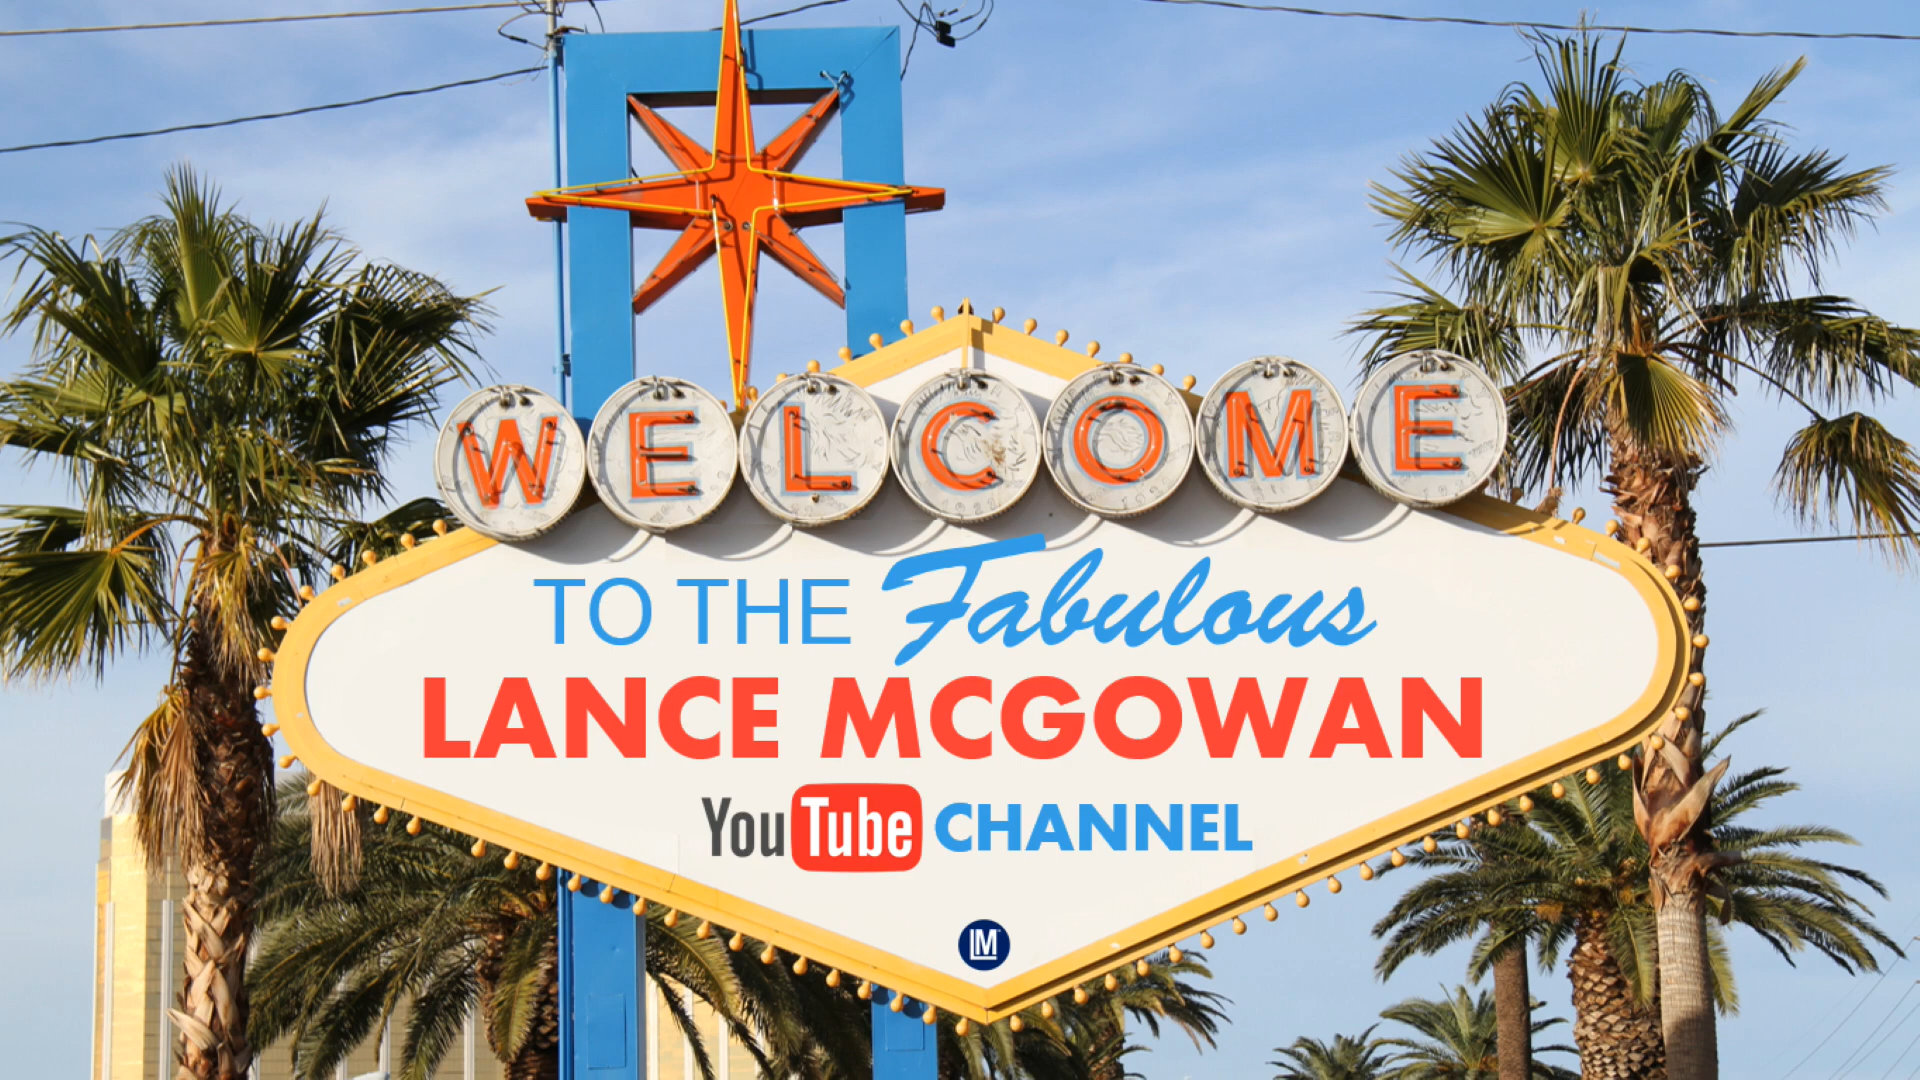 WELCOME
TO THE Fabulous
LANCE MCGOWAN
YouTube CHANNEL
LM